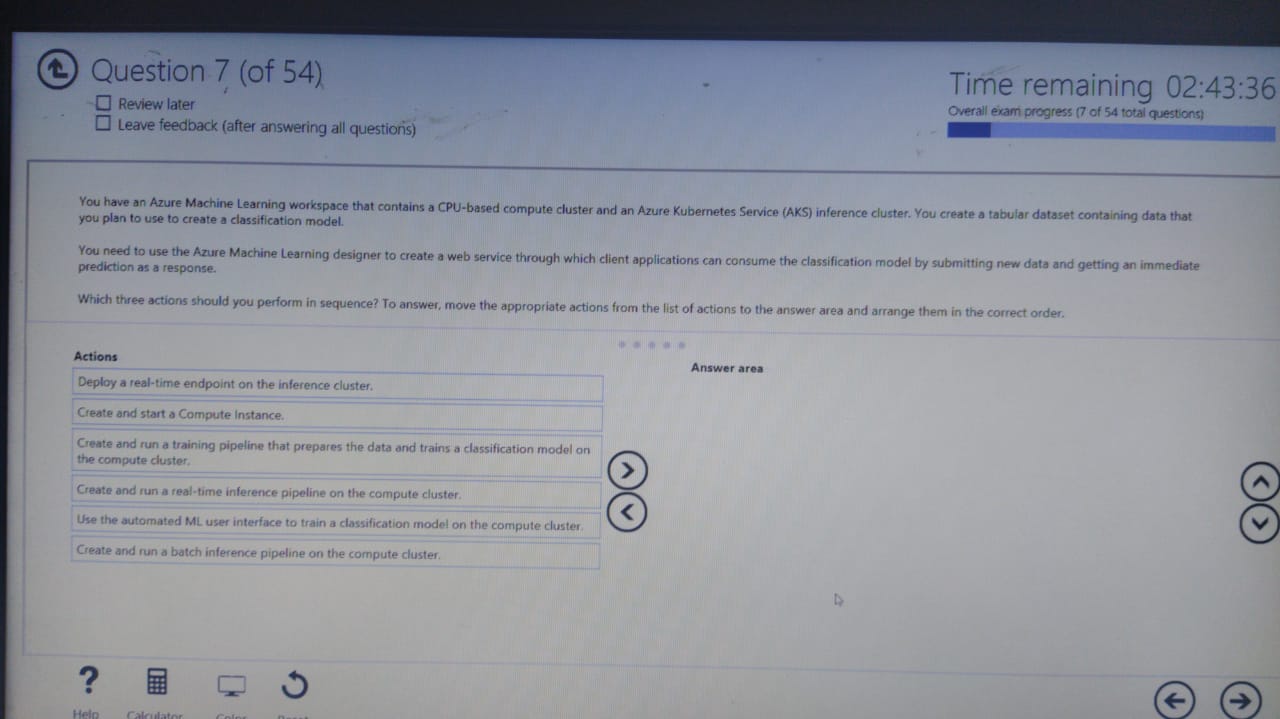 Question 7 (of 54)
Review later
Leave feedback (after answering all questions)
Time remaining 02:43:36
Overall exam progress (7 of 54 total questions)
You have an Azure Machine Learning workspace that contains a CPU-based compute cluster and an Azure Kubernetes Service (AKS) inference cluster. You create a tabular dataset containing data that
you plan to use to create a classification model.
You need to use the Azure Machine Learning designer to create a web service through which client applications can consume the classification model by submitting new data and getting an immediate
prediction as a response.
Which three actions should you perform in sequence? To answer, move the appropriate actions from the list of actions to the answer area and arrange them in the correct order.
Actions
Deploy a real-time endpoint on the inference cluster.
Create and start a Compute Instance.
Create and run a training pipeline that prepares the data and trains a classification model on
the compute cluster.
Create and run a real-time inference pipeline on the compute cluster.
Use the automated ML user interface to train a classification model on the compute cluster.
Create and run a batch inference pipeline on the compute cluster.
Answer area
Help
Calculator